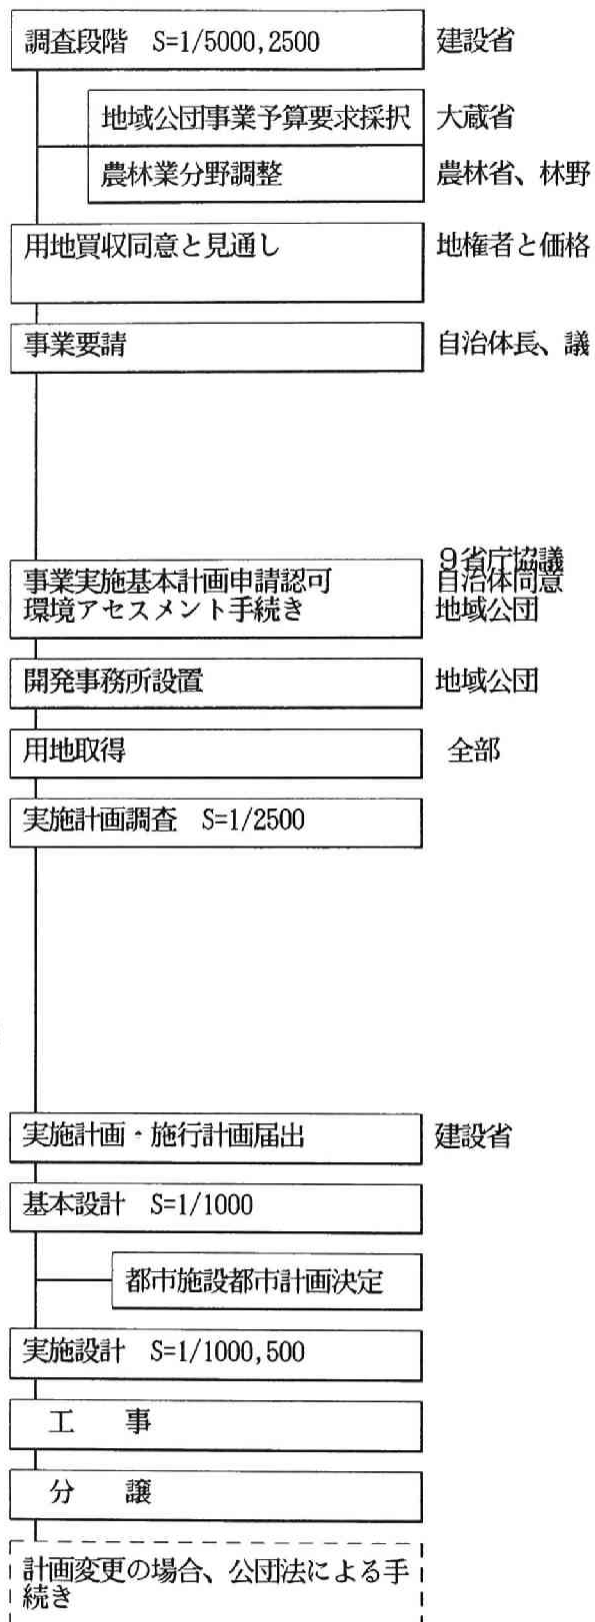 調査段階 S=1/5000,2500 建設省
地域公団事業予算要求採択 大蔵省
農林業分野調整 農林省、林野
用地買収同意と見通し 地権者と価格
事業要請 自治体長、議
9省庁協議
事業実施基本計画申請認可 自治体同意
環境アセスメント手続き 地域公団
開発事務所設置 地域公団
用地取得 全部
実施計画調査 S=1/2500
実施計画・施行計画届出 建設省
基本設計 S=1/1000
都市施設都市計画決定
実施設計 S=1/1000,500
工 事
分 譲
計画変更の場合、公団法による手
続き